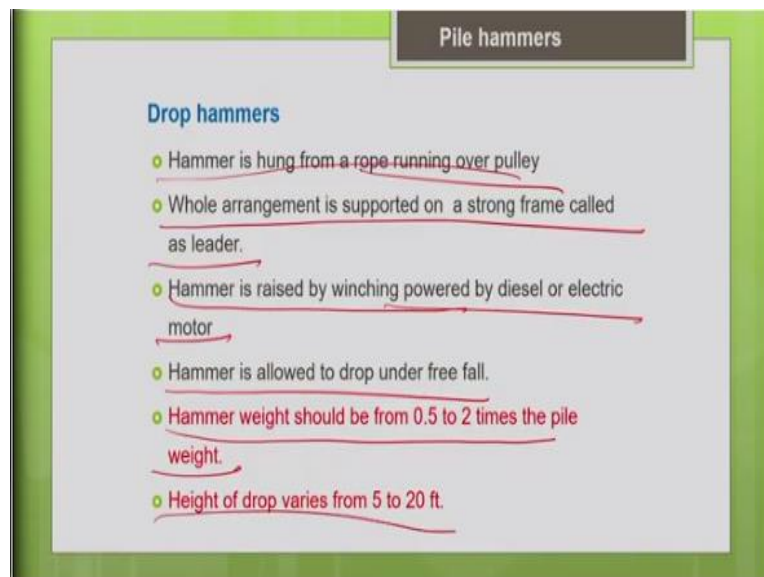 Pile hammers
Drop hammers
Hammer is hung from a rope running over pulley
Whole arrangement is supported on a strong frame called
as leader.
Hammer is raised by winching powered by diesel or electric
motor
Hammer is allowed to drop under free fall.
Hammer weight should be from 0.5 to 2 times the pile
weight.
Height of drop varies from 5 to 20 ft.